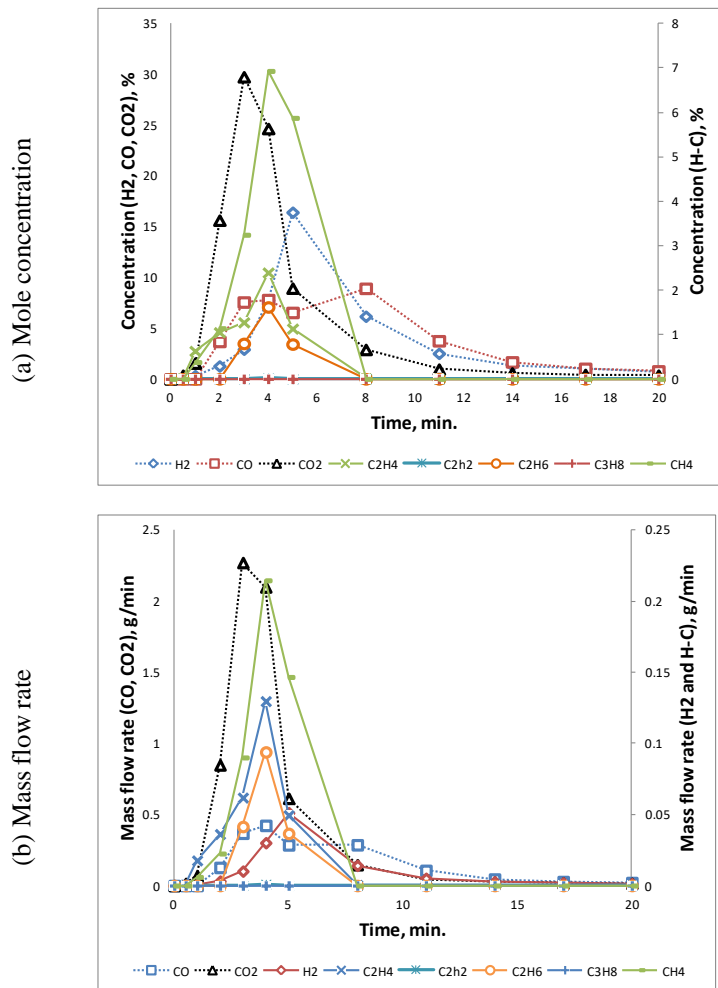 (a) Mole concentration
Concentration (H2, CO, CO2), %
35
30
25
20
15
10
5
0
8
7
6
5
4
3
2
1
0
Concentration (H-C), %
0 2 4 6 8 10 12 14 16 18 20
Time, min.
H2 CO CO2 C2H4 C2h2 C2H6 C3H8 CH4
(b) Mass flow rate
Mass flow rate (CO, CO2), g/min
2.5
2
1.5
1
0.5
0
0.25
0.2
0.15
0.1
0.05
0
Mass flow rate (H2 and H-C), g/min
0 5 10 15 20
Time, min.
CO CO2 H2 C2H4 C2h2 C2H6 C3H8 CH4